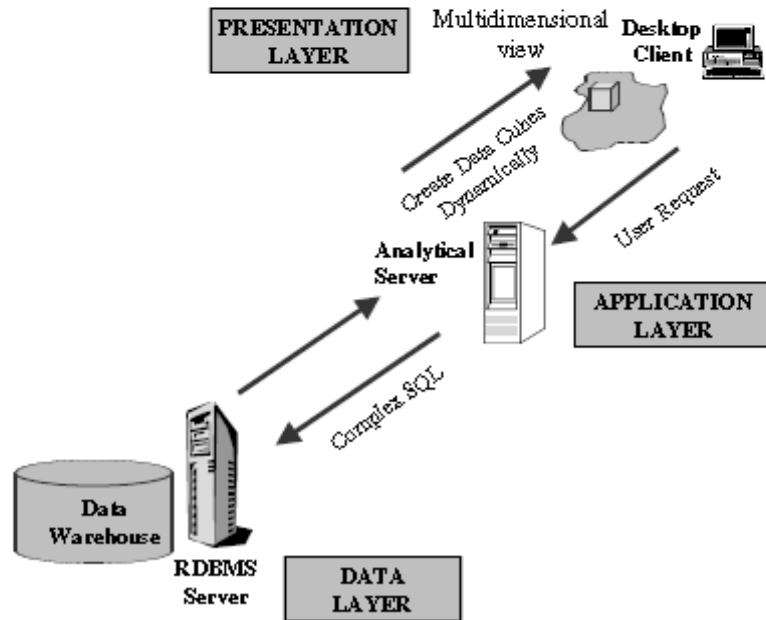 PRESENTATION
LAYER
Multidimensional
view
Desktop
Client
Create Data Cubes
Dynamically
User Request
Analytical
Server
APPLICATION
LAYER
Complex SQL
Data
Warehouse
RDBMS
Server
DATA
LAYER